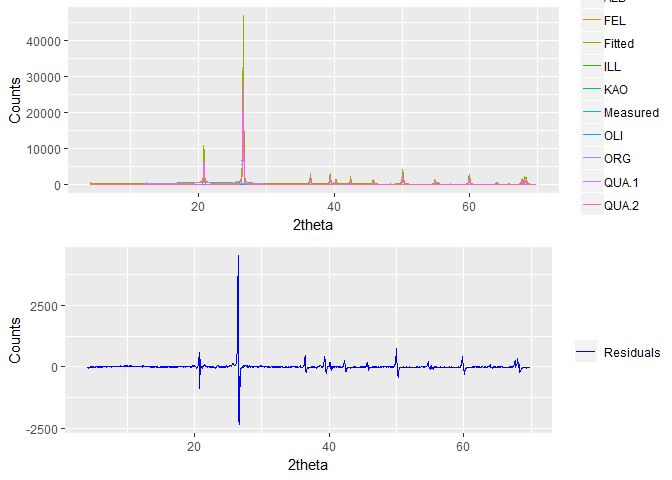 FEL
Fitted
ILL
KAO
Measured
OLI
ORG
QUA.1
QUA.2
Counts
40000
30000
20000
10000
0
20
40
60
2theta
Counts
2500
0
-2500
20
40
60
2theta
Residuals